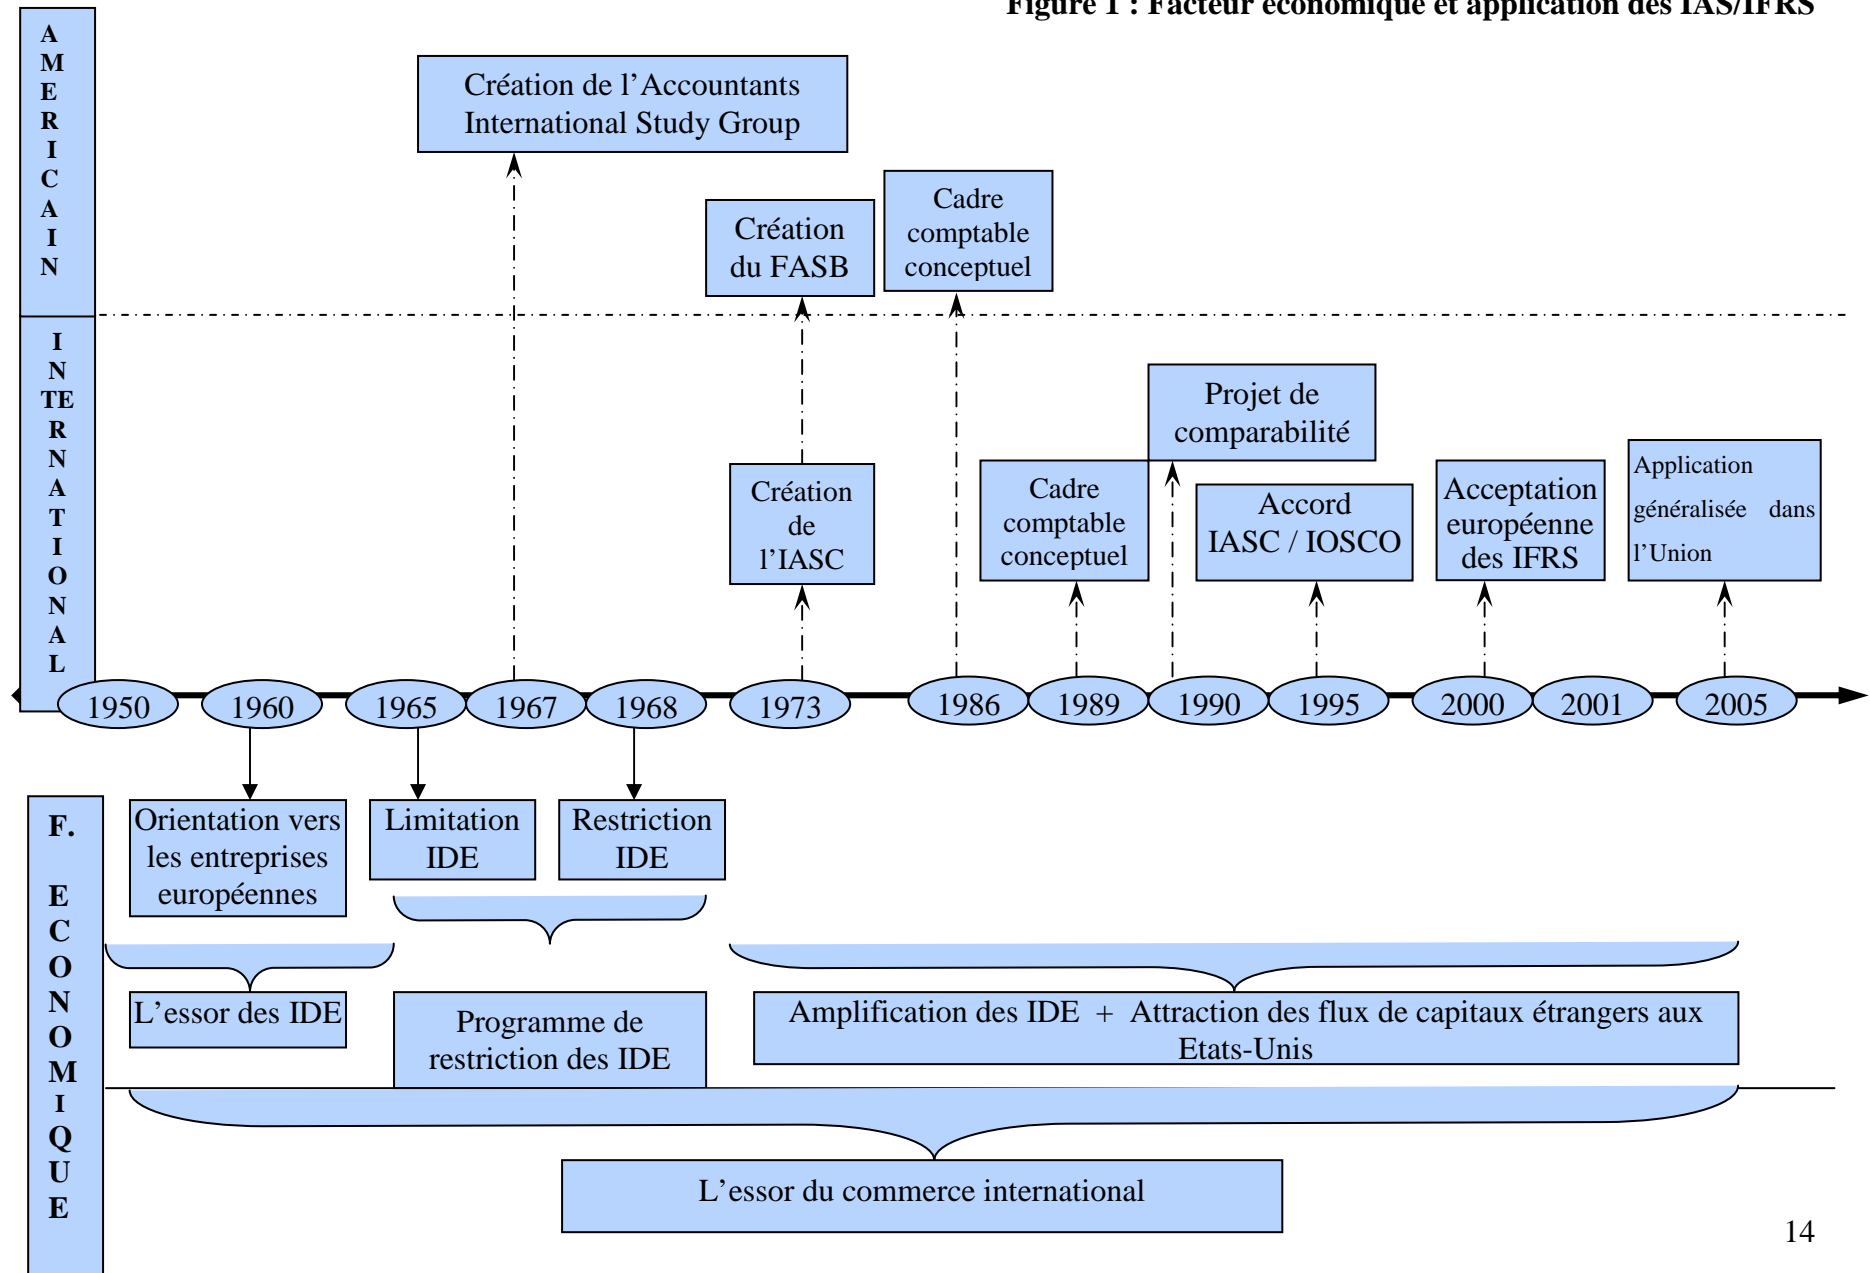 Figure 1 : Facteur économique et application des IAS/IFRS
AMERICAIN
Création de l’Accountants
International Study Group
Création
du FASB
Cadre
comptable
conceptuel
INTERNATIONAL
Création
de
l’IASC
Cadre
comptable
conceptuel
Projet de
comparabilité
Accord
IASC / IOSCO
Acceptation
européenne
des IFRS
Application
généralisée dans
l’Union
1950 1960 1965 1967 1968 1973 1986 1989 1990 1995 2000 2001 2005
F. ECONOMIQUE
Orientation vers
les entreprises
européennes
Limitation
IDE
Restriction
IDE
L’essor des IDE
Programme de
restriction des IDE
Amplification des IDE + Attraction des flux de capitaux étrangers aux
Etats-Unis
L’essor du commerce international
14